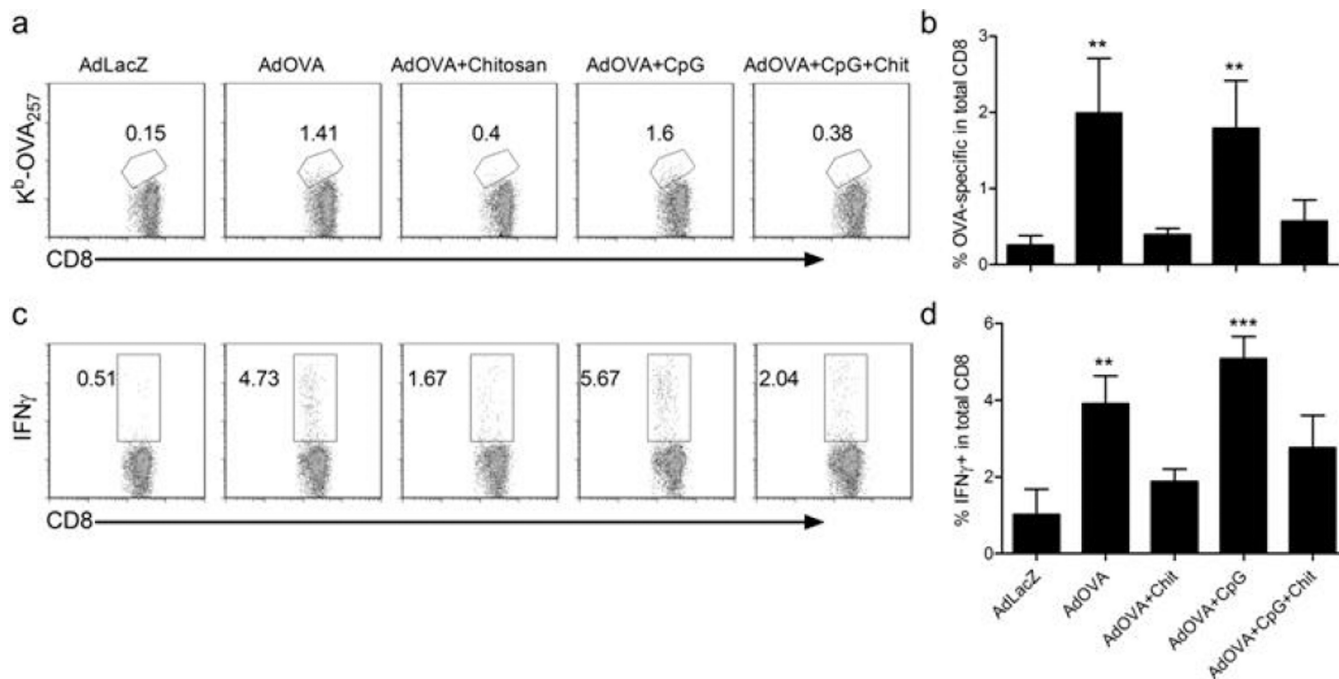 a
AdLacZ AdOVA AdOVA+Chitosan AdOVA+CpG AdOVA+CpG+Chit
Kᵇ-OVA₂₅₇
0.15 1.41 0.4 1.6 0.38
CD8
b
% OVA-specific in total CD8
3
2
1
0
** **
c
IFNγ
0.51 4.73 1.67 5.67 2.04
CD8
d
% IFNγ+ in total CD8
6
4
2
0
** ***
AdLacZ
AdOVA
AdOVA+Chit
AdOVA+CpG
AdOVA+CpG+Chit